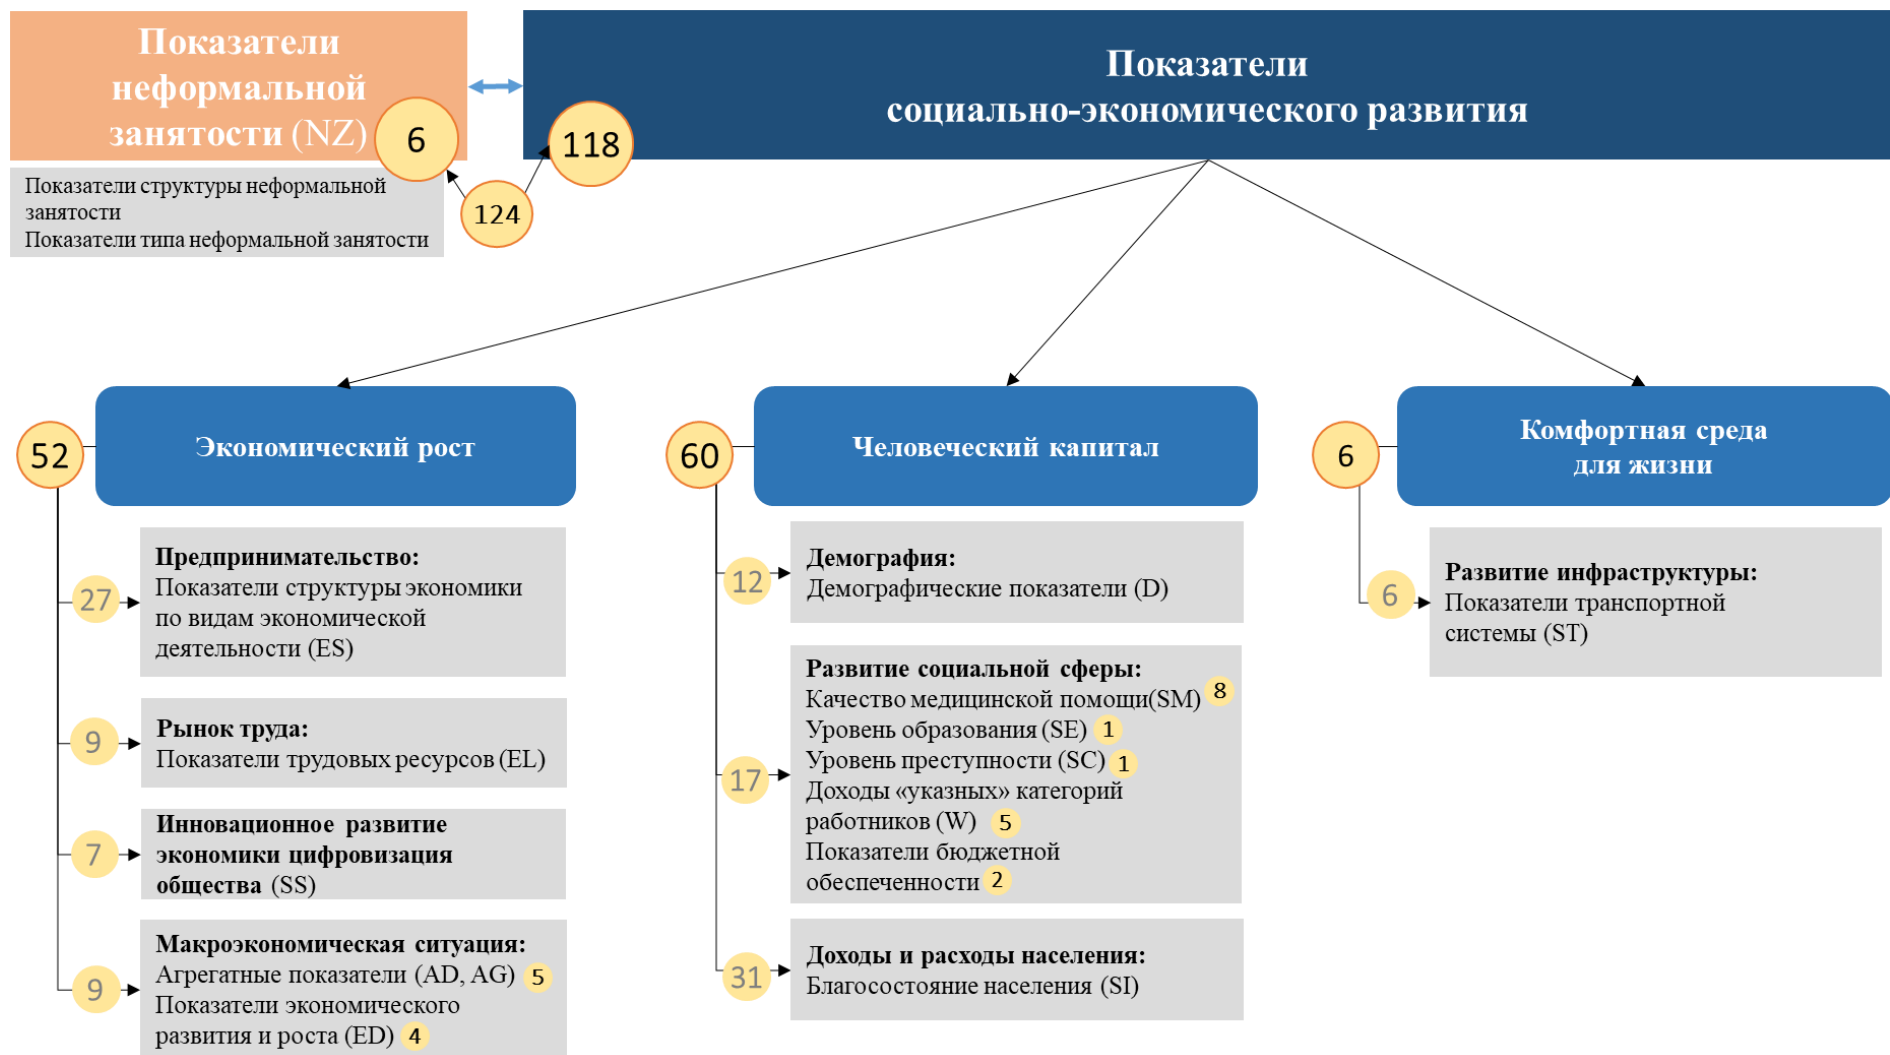 Показатели
неформальной
занятости (NZ)
6
Показатели
социально-экономического развития
118
124
Показатели структуры неформальной
занятости
Показатели типа неформальной занятости
52
Экономический рост
27
Предпринимательство:
Показатели структуры экономики
по видам экономической
деятельности (ES)
9
Рынок труда:
Показатели трудовых ресурсов (EL)
7
Инновационное развитие
экономики цифровизация
общества (SS)
9
Макроэкономическая ситуация:
Агрегатные показатели (AD, AG) 5
Показатели экономического
развития и роста (ED) 4
60
Человеческий капитал
12
Демография:
Демографические показатели (D)
17
Развитие социальной сферы:
Качество медицинской помощи(SM) 8
Уровень образования (SE) 1
Уровень преступности (SC) 1
Доходы «указных» категорий
работников (W) 5
Показатели бюджетной
обеспеченности 2
31
Доходы и расходы населения:
Благосостояние населения (SI)
6
Комфортная среда
для жизни
6
Развитие инфраструктуры:
Показатели транспортной
системы (ST)